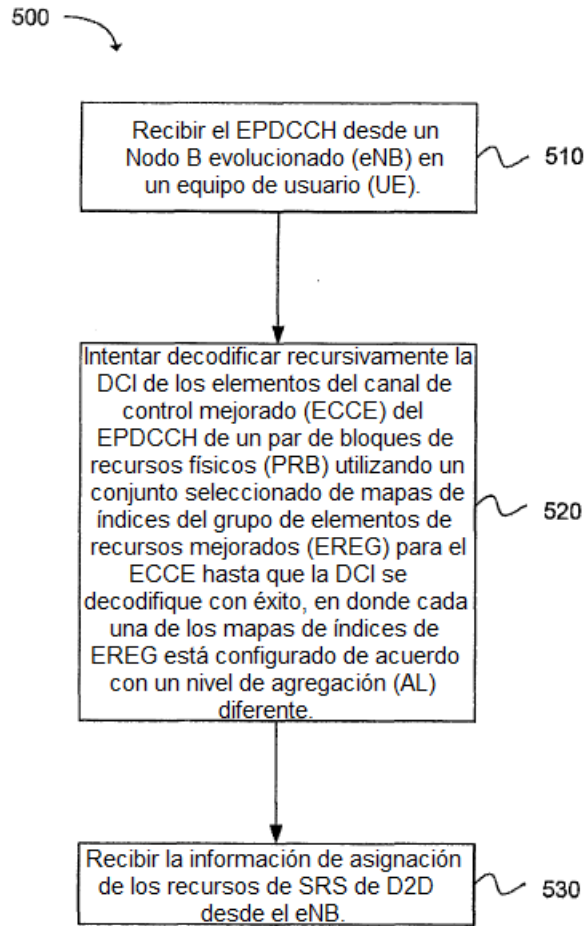 500
Recibir el EPDCCH desde un
Nodo B evolucionado (eNB) en
un equipo de usuario (UE).
510
Intentar decodificar recursivamente la
DCI de los elementos del canal de
control mejorado (ECCE) del
EPDCCH de un par de bloques de
recursos físicos (PRB) utilizando un
conjunto seleccionado de mapas de
índices del grupo de elementos de
recursos mejorados (EREG) para el
ECCE hasta que la DCI se
decodifique con éxito, en donde cada
una de los mapas de índices de
EREG está configurado de acuerdo
con un nivel de agregación (AL)
diferente.
520
Recibir la información de asignación
de los recursos de SRS de D2D
desde el eNB.
530